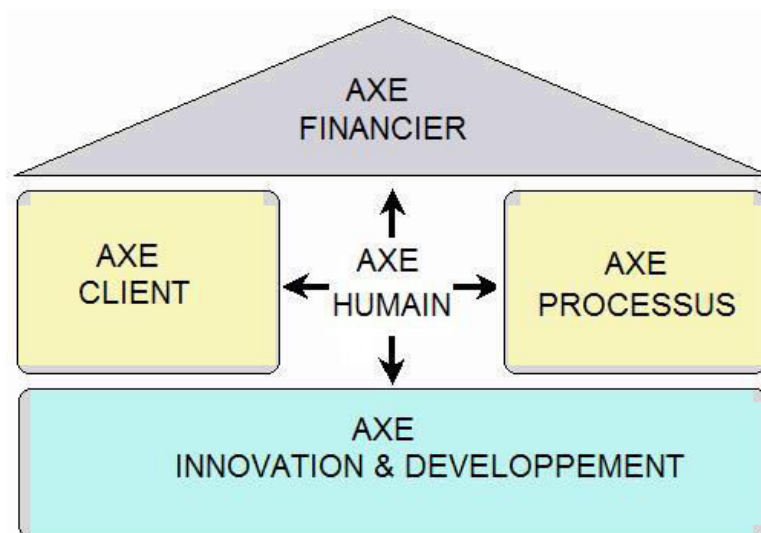 AXE
FINANCIER
AXE
CLIENT
AXE
HUMAIN
AXE
PROCESSUS
AXE
INNOVATION & DEVELOPPEMENT